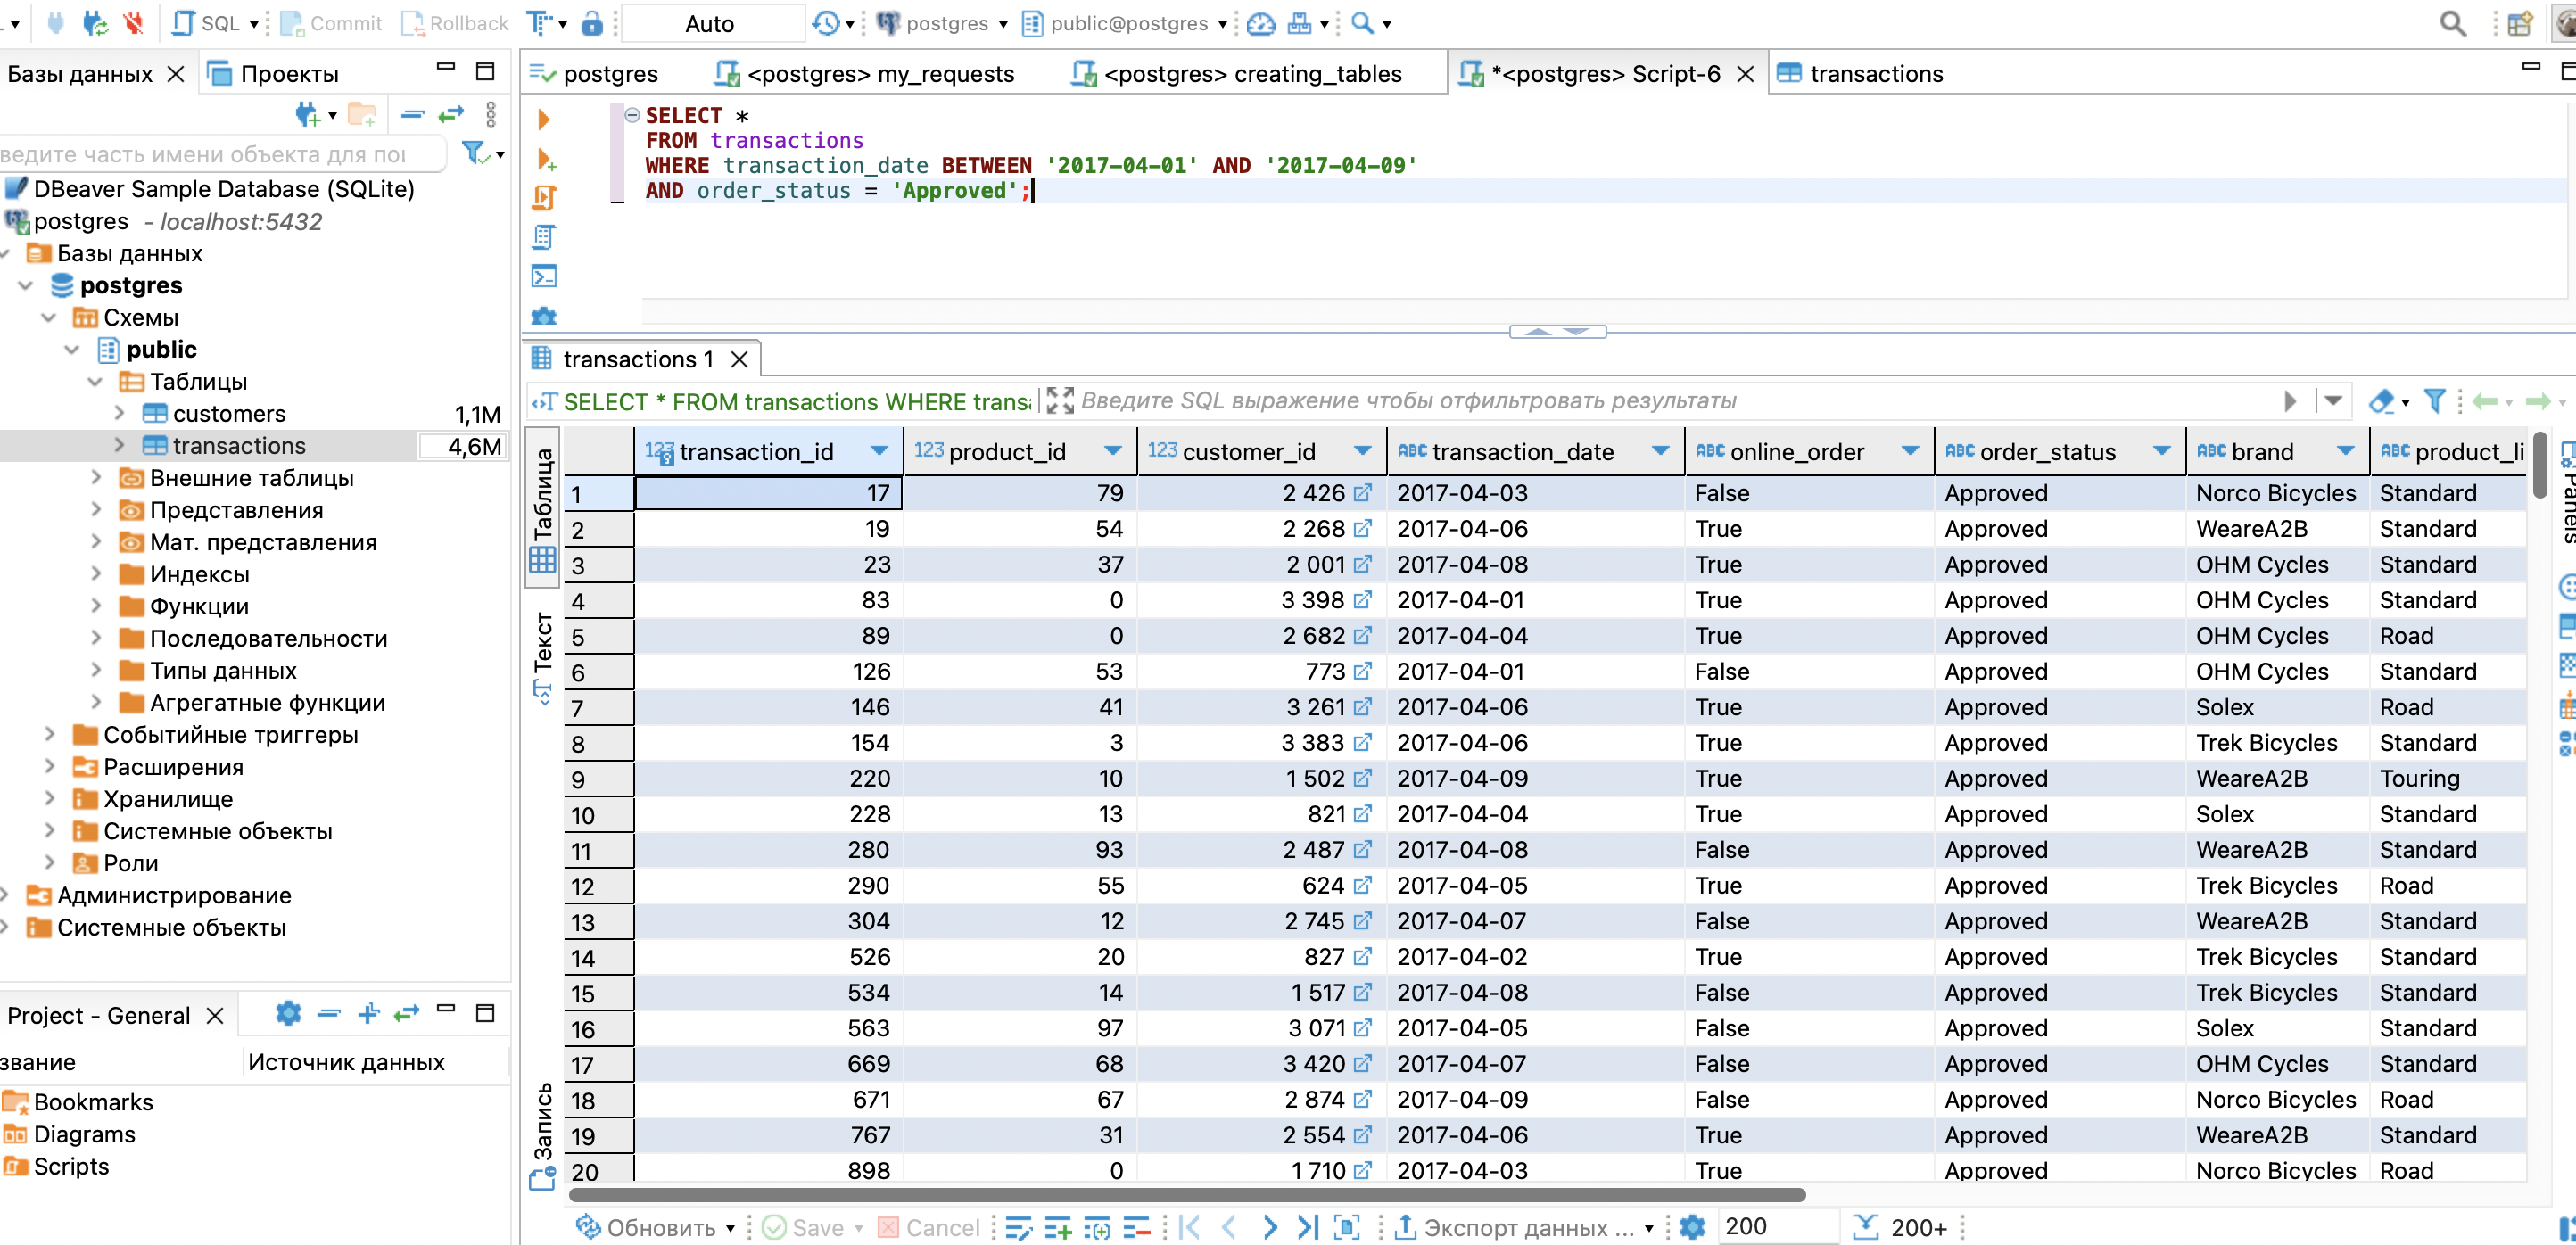 SQL Commit Rollback Auto postgres public@postgres
Базы данных Проекты
postgres <postgres> my_requests <postgres> creating_tables *<postgres> Script-6 transactions
ведите часть имени объекта для
DBeaver Sample Database (SQLite)
postgres - localhost:5432
Базы данных
postgres
Схемы
public
Таблицы
customers 1,1M
transactions 4,6M
Внешние таблицы
Представления
Мат. представления
Индексы
Функции
Последовательности
Типы данных
Агрегатные функции
Событийные триггеры
Расширения
Хранилище
Системные объекты
Роли
Администрирование
Системные объекты
Project - General
звание Источник данных
Bookmarks
Diagrams
Scripts
SELECT *
FROM transactions
WHERE transaction_date BETWEEN '2017-04-01' AND '2017-04-09'
AND order_status = 'Approved';
transactions 1
SELECT * FROM transactions WHERE trans Введите SQL выражение чтобы отфильтровать результаты
Таблица
Текст
Запись
Panels
123 transaction_id 123 product_id 123 customer_id ABC transaction_date ABC online_order ABC order_status ABC brand ABC product_li
1 17 79 2 426 2017-04-03 False Approved Norco Bicycles Standard
2 19 54 2 268 2017-04-06 True Approved WeareA2B Standard
3 23 37 2 001 2017-04-08 True Approved OHM Cycles Standard
4 83 0 3 398 2017-04-01 True Approved OHM Cycles Standard
5 89 0 2 682 2017-04-04 True Approved OHM Cycles Road
6 126 53 773 2017-04-01 False Approved OHM Cycles Standard
7 146 41 3 261 2017-04-06 True Approved Solex Road
8 154 3 3 383 2017-04-06 True Approved Trek Bicycles Standard
9 220 10 1 502 2017-04-09 True Approved WeareA2B Touring
10 228 13 821 2017-04-04 True Approved Solex Standard
11 280 93 2 487 2017-04-08 False Approved WeareA2B Standard
12 290 55 624 2017-04-05 True Approved Trek Bicycles Road
13 304 12 2 745 2017-04-07 False Approved WeareA2B Standard
14 526 20 827 2017-04-02 True Approved Trek Bicycles Standard
15 534 14 1 517 2017-04-08 False Approved Trek Bicycles Standard
16 563 97 3 071 2017-04-05 False Approved Solex Standard
17 669 68 3 420 2017-04-07 False Approved OHM Cycles Standard
18 671 67 2 874 2017-04-09 False Approved Norco Bicycles Road
19 767 31 2 554 2017-04-06 True Approved WeareA2B Standard
20 898 0 1 710 2017-04-03 True Approved Norco Bicycles Road
Обновить Save Cancel Экспорт данных ... 200 200+